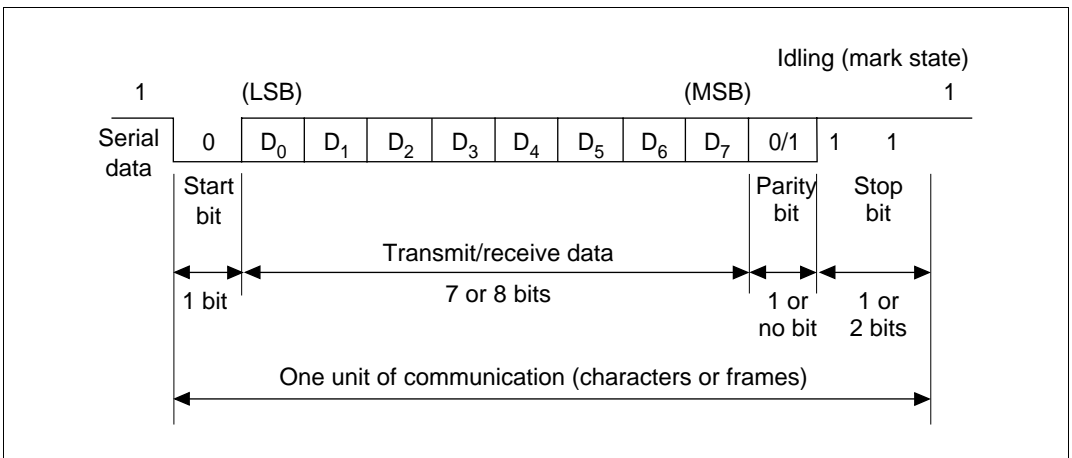 Idling (mark state)
1 (LSB) (MSB) 1
Serial data
0 D0 D1 D2 D3 D4 D5 D6 D7 0/1 1 1
Start bit
Parity bit
Stop bit
Transmit/receive data
1 bit
7 or 8 bits
1 or no bit
1 or 2 bits
One unit of communication (characters or frames)